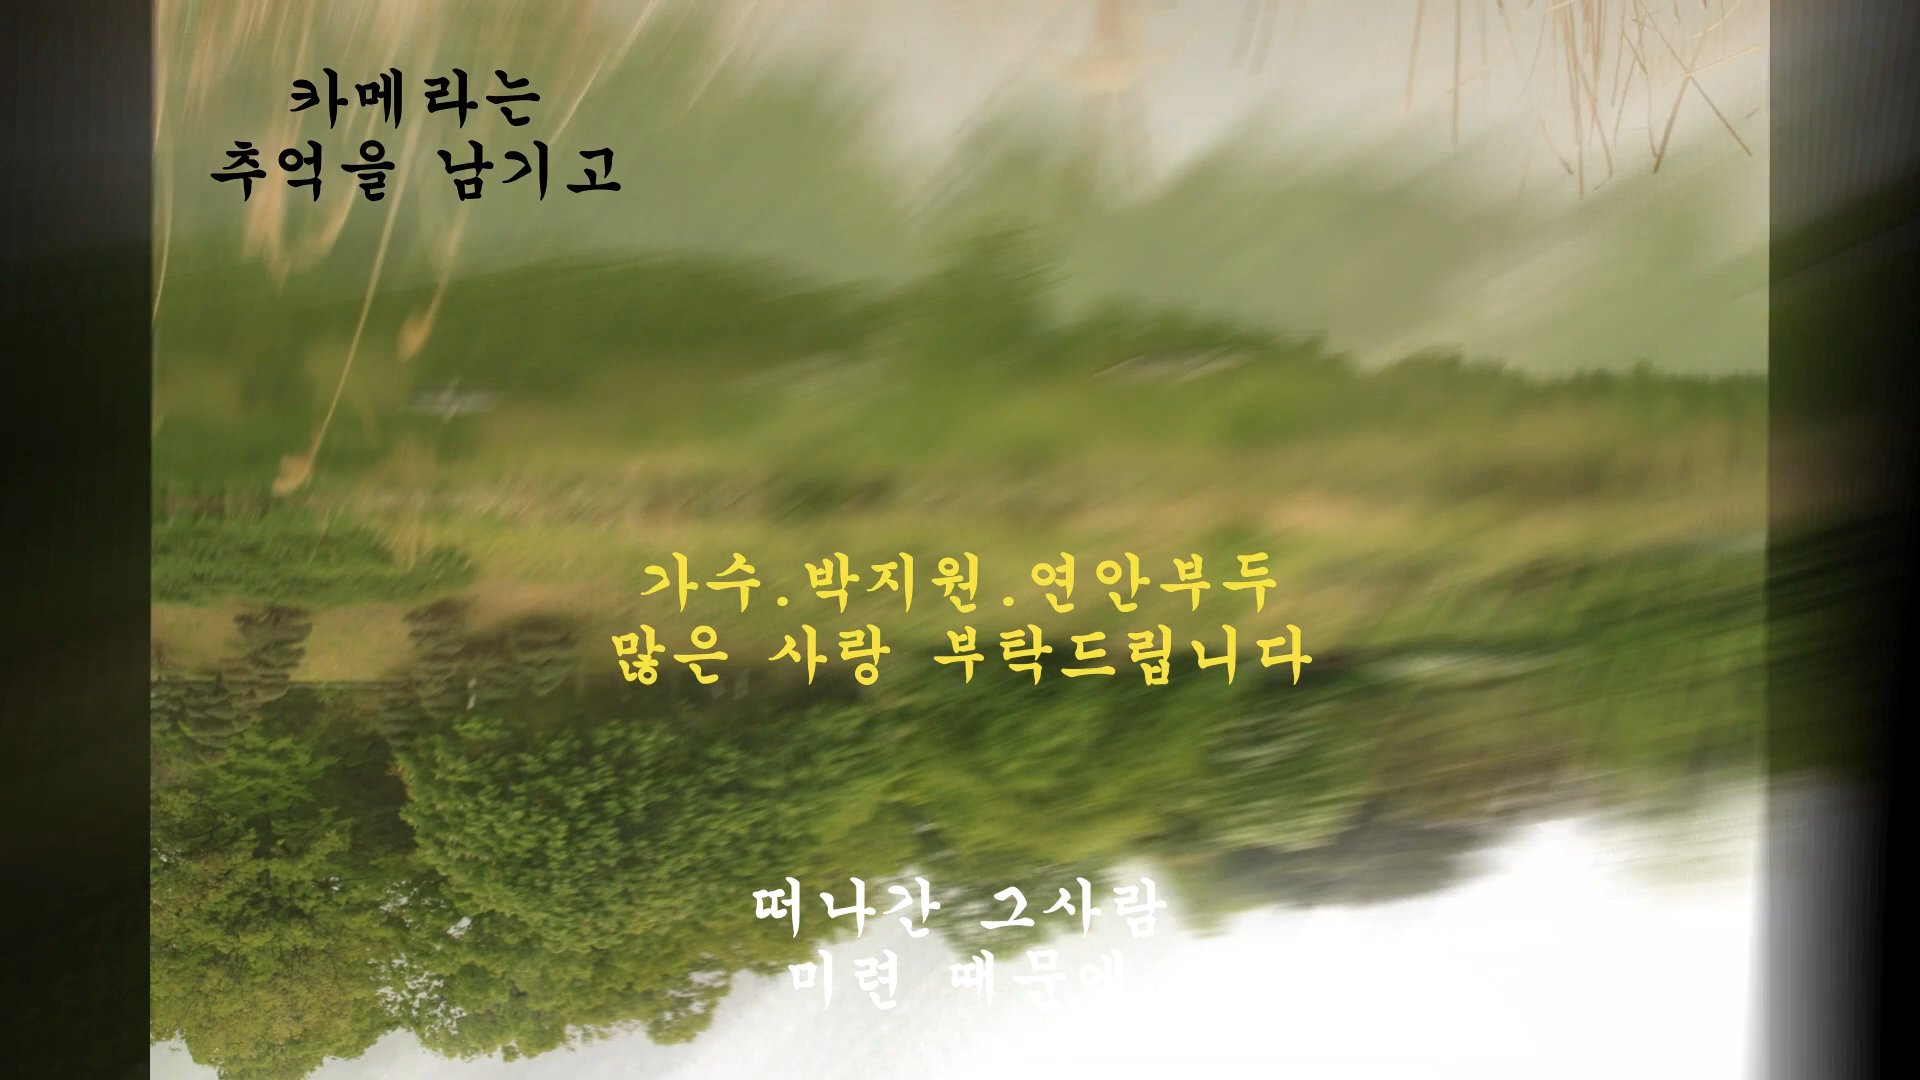 카메라는
추억을 남기고
가수.박지원.연안부두
많은 사랑 부탁드립니다
떠나간 그사람
미련 때문에